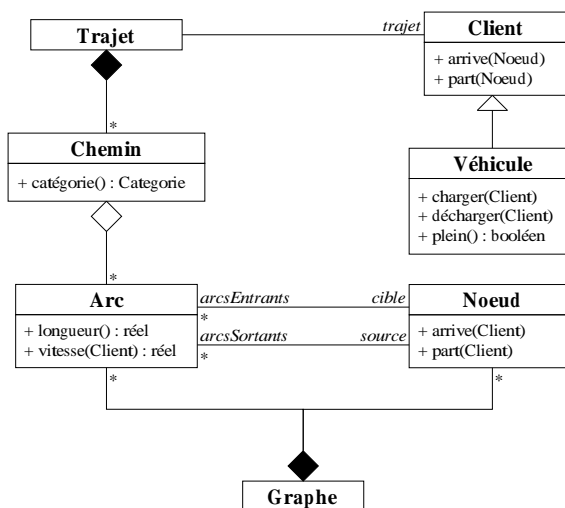 Trajet
trajet
Client
+ arrive(Noeud)
+ part(Noeud)
*
Chemin
+ catégorie() : Categorie
Véhicule
+ charger(Client)
+ décharger(Client)
+ plein() : booléen
*
Arc
+ longueur() : réel
+ vitesse(Client) : réel
arcsEntrants
cible
*
arcsSortants
source
*
Noeud
+ arrive(Client)
+ part(Client)
*
*
Graphe